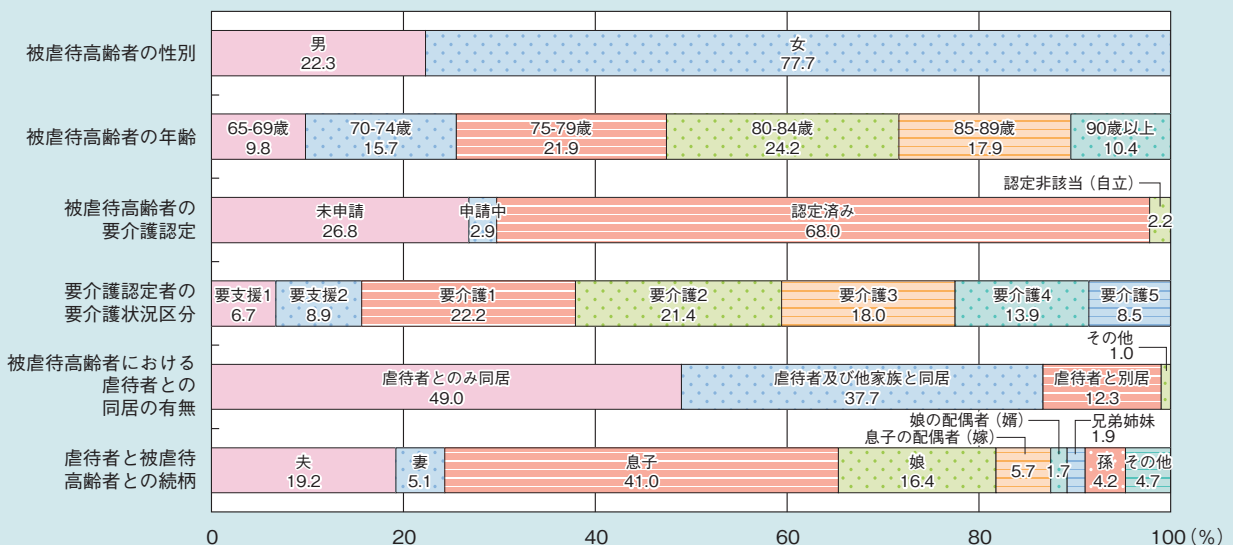 被虐待高齢者の性別
男
22.3
女
77.7
被虐待高齢者の年齢
65-69歳
9.8
70-74歳
15.7
75-79歳
21.9
80-84歳
24.2
85-89歳
17.9
90歳以上
10.4
被虐待高齢者の
要介護認定
未申請
26.8
申請中
2.9
認定済み
68.0
認定非該当（自立）
2.2
要介護認定者の
要介護状況区分
要支援1
6.7
要支援2
8.9
要介護1
22.2
要介護2
21.4
要介護3
18.0
要介護4
13.9
要介護5
8.5
被虐待高齢者における
虐待者との
同居の有無
虐待者とのみ同居
49.0
虐待者及び他家族と同居
37.7
虐待者と別居
12.3
その他
1.0
虐待者と被虐待
高齢者との続柄
夫
19.2
妻
5.1
息子
41.0
娘
16.4
息子の配偶者（嫁）
5.7
娘の配偶者（婿）
1.7
兄弟姉妹
1.9
孫
4.2
その他
4.7
0
20
40
60
80
100（%）